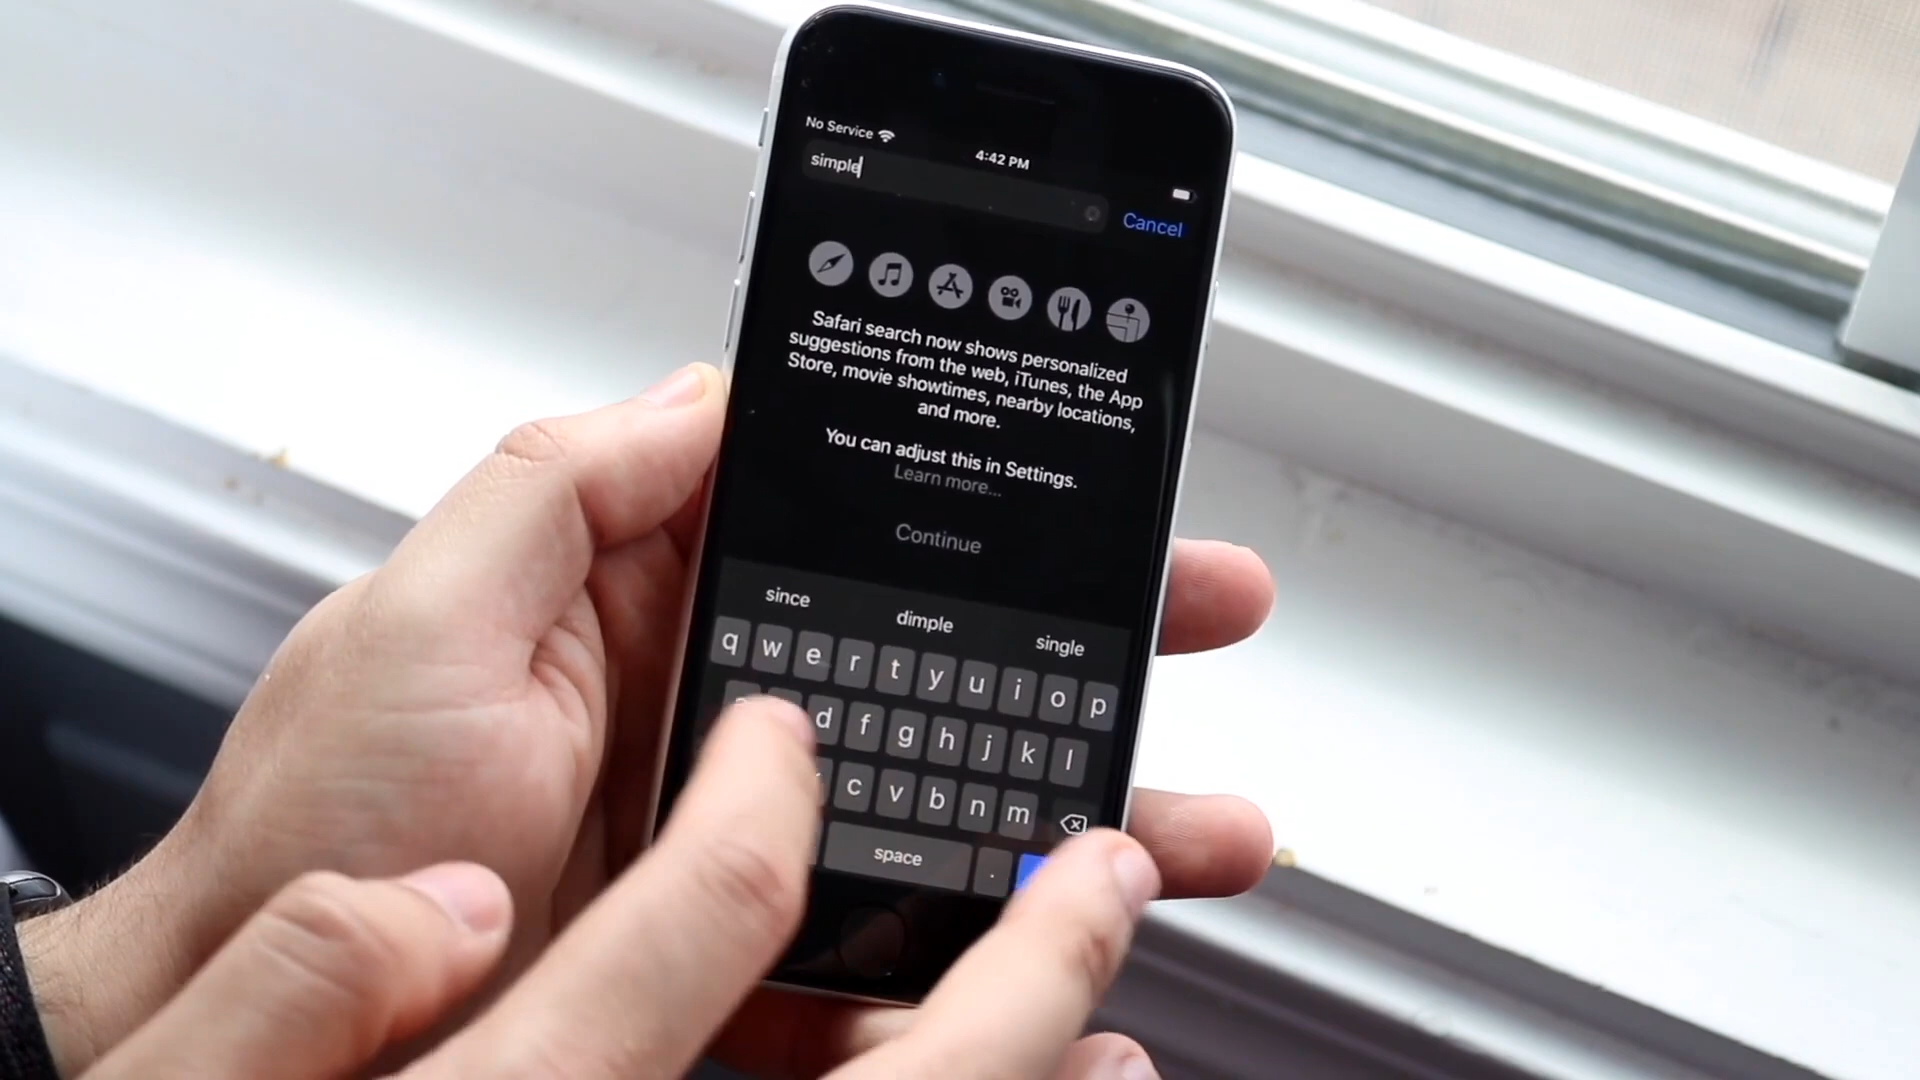 No Service
4:42 PM
simple
Cancel
Safari search now shows personalized
suggestions from the web, iTunes, the App
Store, movie showtimes, nearby locations,
and more.
You can adjust this in Settings.
Learn more...
Continue
since dimple single
q w e r t y u i o p
d f g h j k l
c v b n m
space .